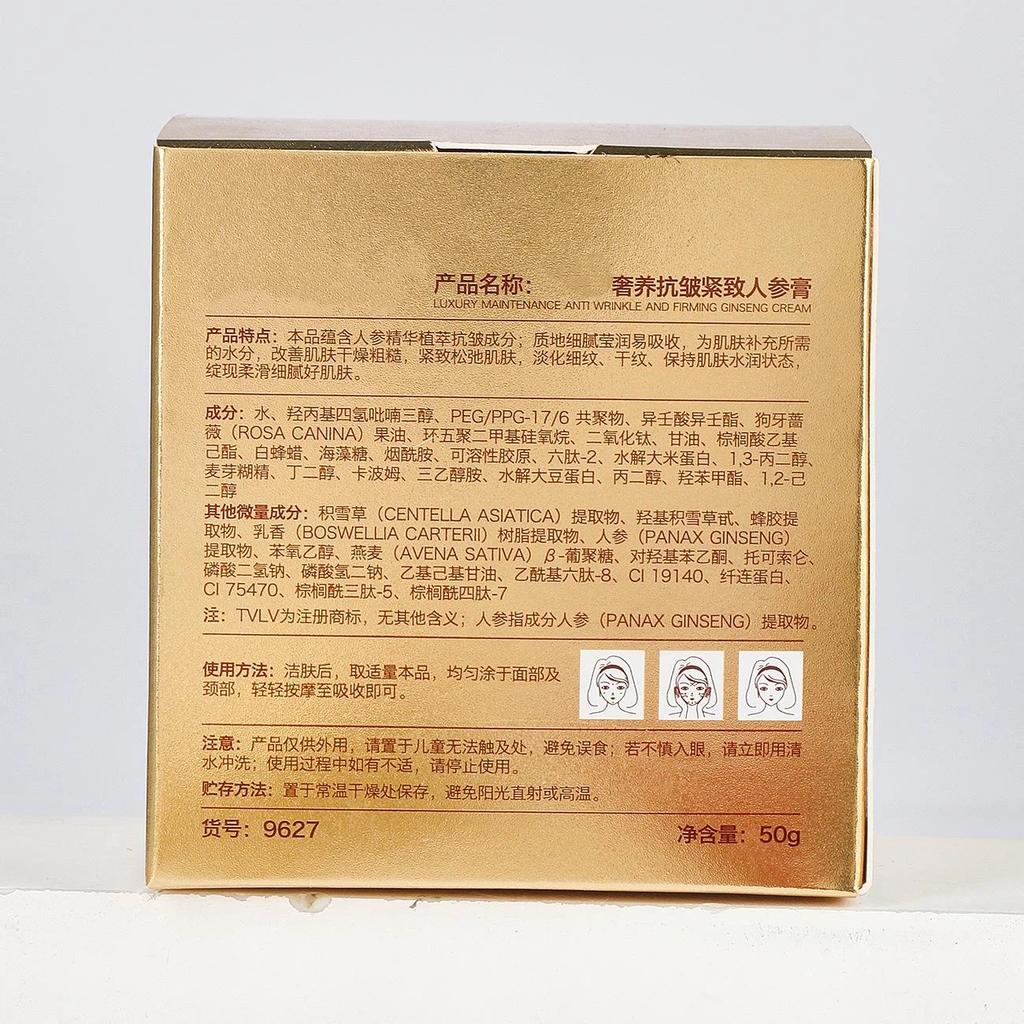 产品名称： 奢养抗皱紧致人参膏
LUXURY MAINTENANCE ANTI WRINKLE AND FIRMING GINSENG CREAM
产品特点：本品蕴含人参精华植萃抗皱成分；质地细腻莹润易吸收，为肌肤补充所需
的水分，改善肌肤干燥粗糙，紧致松弛肌肤，淡化细纹、干纹、保持肌肤水润状态，
绽现柔滑细腻好肌肤。
成分：水、羟丙基四氢吡喃三醇、PEG/PPG-17/6 共聚物、异壬酸异壬酯、狗牙蔷
薇（ROSA CANINA）果油、环五聚二甲基硅氧烷、二氧化钛、甘油、棕榈酸乙基
己酯、白蜂蜡、海藻糖、烟酰胺、可溶性胶原、六肽-2、水解大米蛋白、1,3-丙二醇、
麦芽糊精、丁二醇、卡波姆、三乙醇胺、水解大豆蛋白、丙二醇、羟苯甲酯、1,2-己
二醇
其他微量成分：积雪草（CENTELLA ASIATICA）提取物、羟基积雪草甙、蜂胶提
取物、乳香（BOSWELLIA CARTERII）树脂提取物、人参（PANAX GINSENG）
提取物、苯氧乙醇、燕麦（AVENA SATIVA）β-葡聚糖、对羟基苯乙酮、托可索仑、
磷酸二氢钠、磷酸氢二钠、乙基己基甘油、乙酰基六肽-8、CI 19140、纤连蛋白、
CI 75470、棕榈酰三肽-5、棕榈酰四肽-7
注：TVLV为注册商标，无其他含义；人参指成分人参（PANAX GINSENG）提取物。
使用方法：洁肤后，取适量本品，均匀涂于面部及
颈部，轻轻按摩至吸收即可。
注意：产品仅供外用，请置于儿童无法触及处，避免误食；若不慎入眼，请立即用清
水冲洗；使用过程中如有不适，请停止使用。
贮存方法：置于常温干燥处保存，避免阳光直射或高温。
货号：9627 净含量：50g